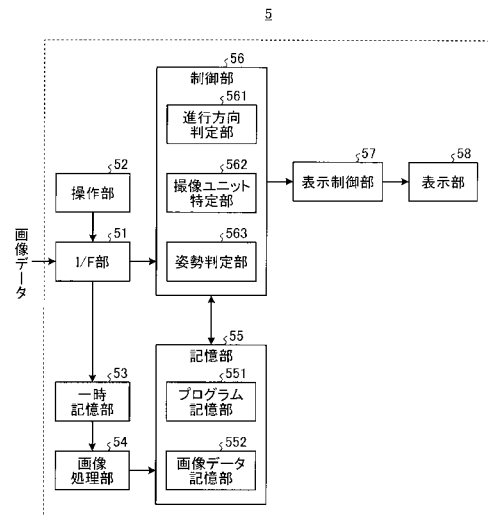 5
56
制御部
561
進行方向
判定部
52
操作部
562
撮像ユニット
特定部
57
表示制御部
58
表示部
51
I/F部
563
姿勢判定部
画像データ
55
記憶部
53
一時
記憶部
551
プログラム
記憶部
54
画像
処理部
552
画像データ
記憶部